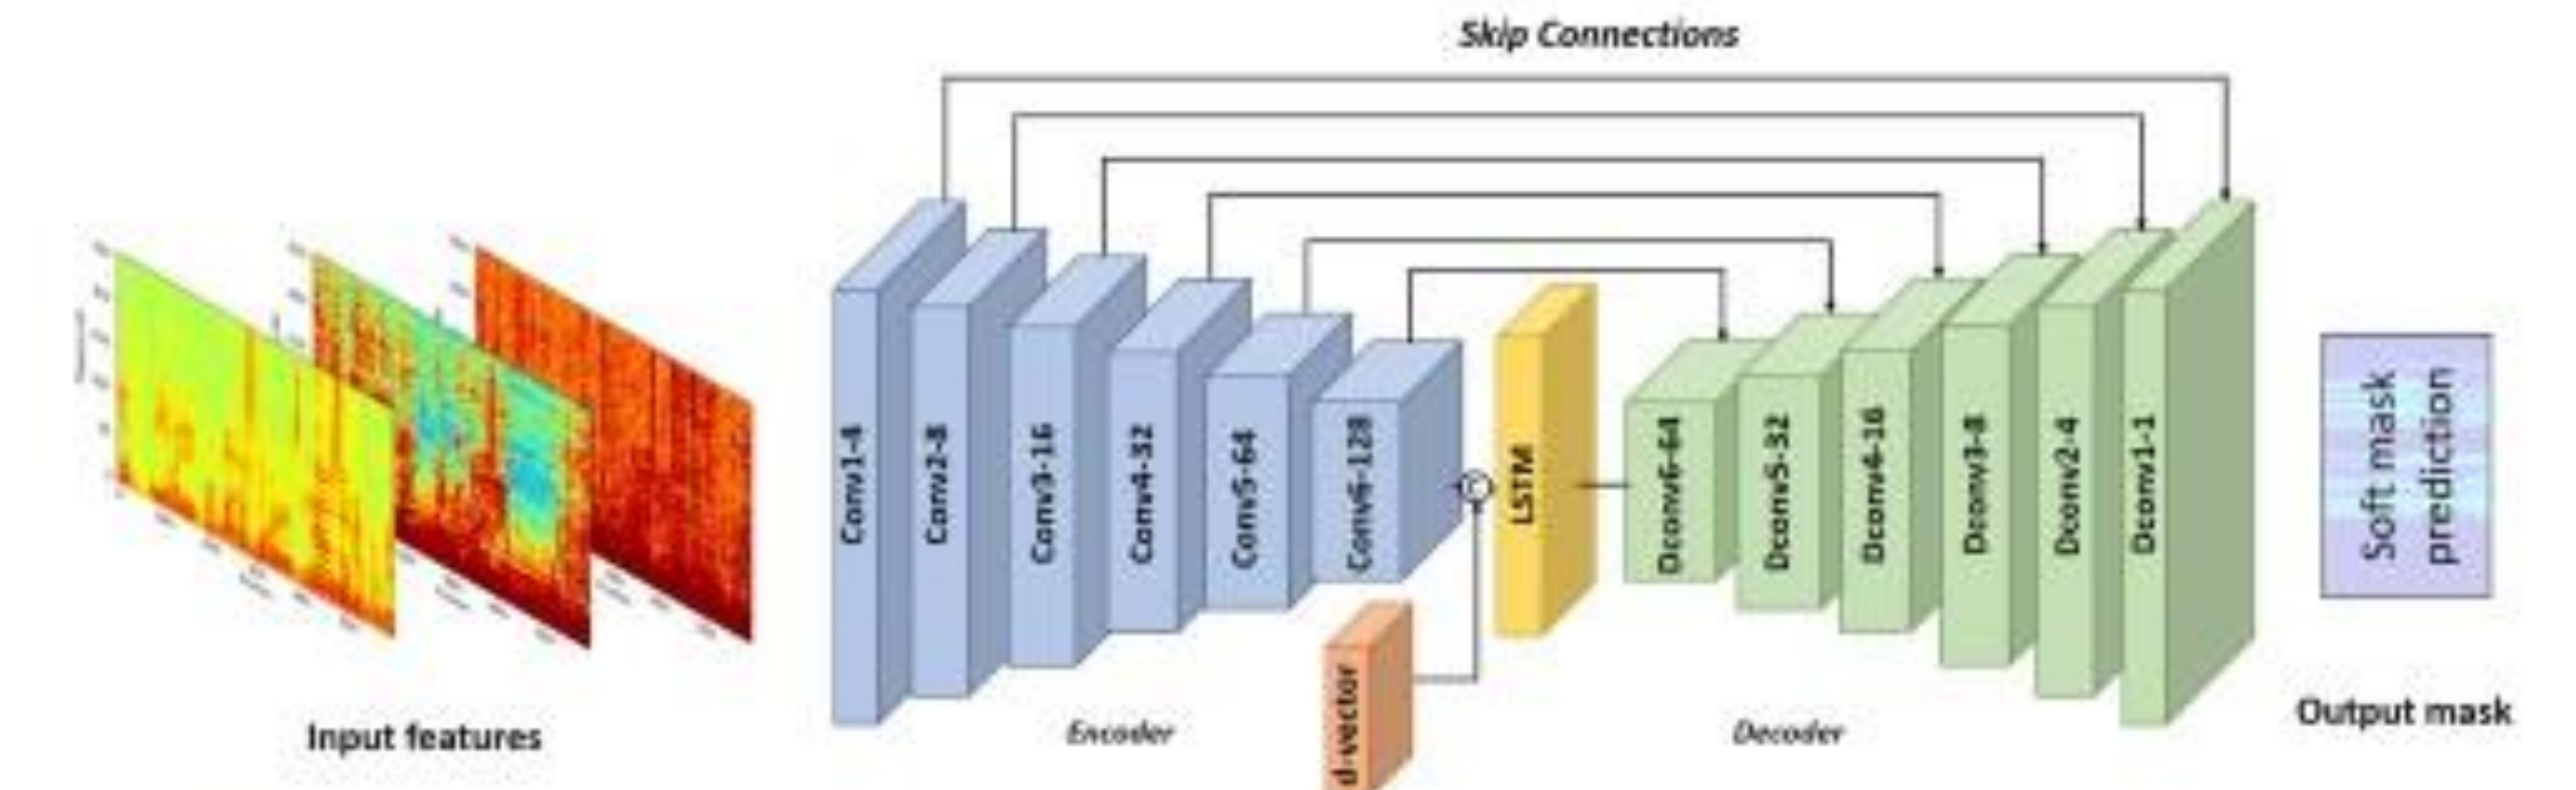 Skip Connections
Conv1-4
Conv2-8
Conv3-16
Conv4-32
Conv5-64
Conv6-128
C
LSTM
Dconv6-64
Dconv5-32
Dconv4-16
Dconv3-8
Dconv2-4
Dconv1-1
Soft mask
prediction
d-vector
Input features
Encoder
Decoder
Output mask